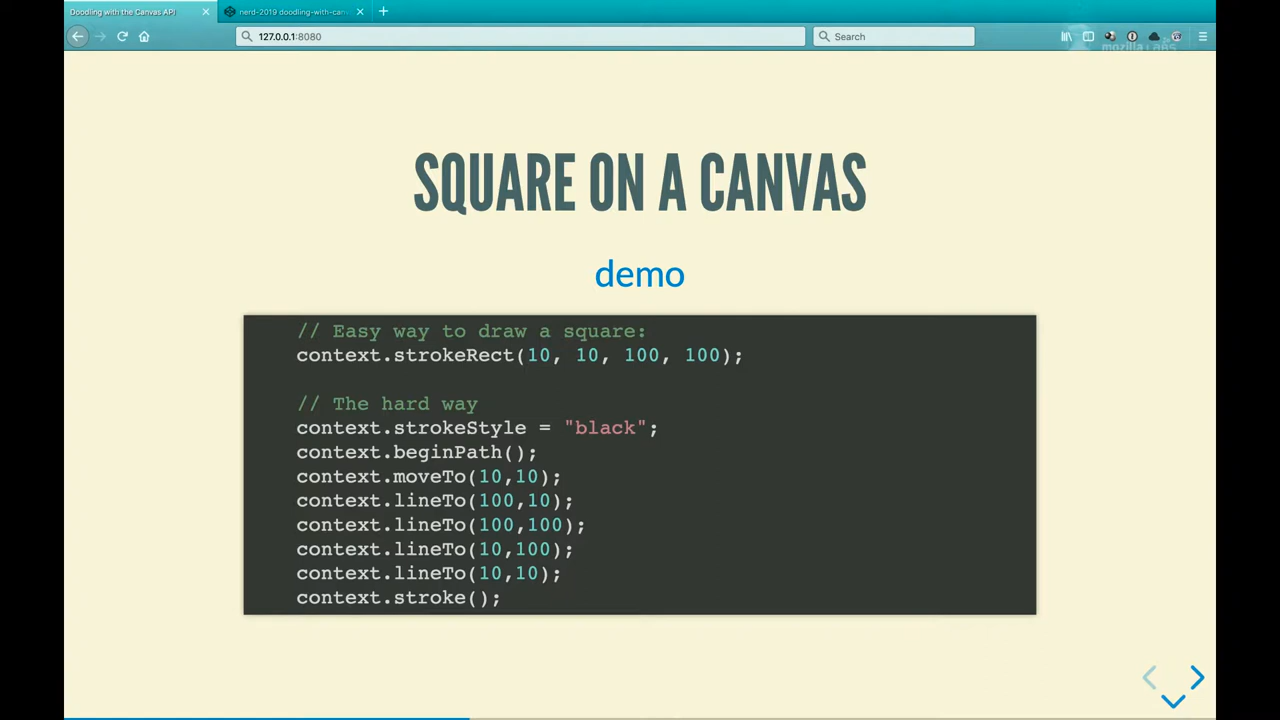 Doodling with the Canvas API
nerd-2019 doodling-with-can
127.0.0.1:8080
Search
mozilla LABS
SQUARE ON A CANVAS
demo
// Easy way to draw a square:
context.strokeRect(10, 10, 100, 100);
// The hard way
context.strokeStyle = "black";
context.beginPath();
context.moveTo(10,10);
context.lineTo(100,10);
context.lineTo(100,100);
context.lineTo(10,100);
context.lineTo(10,10);
context.stroke();